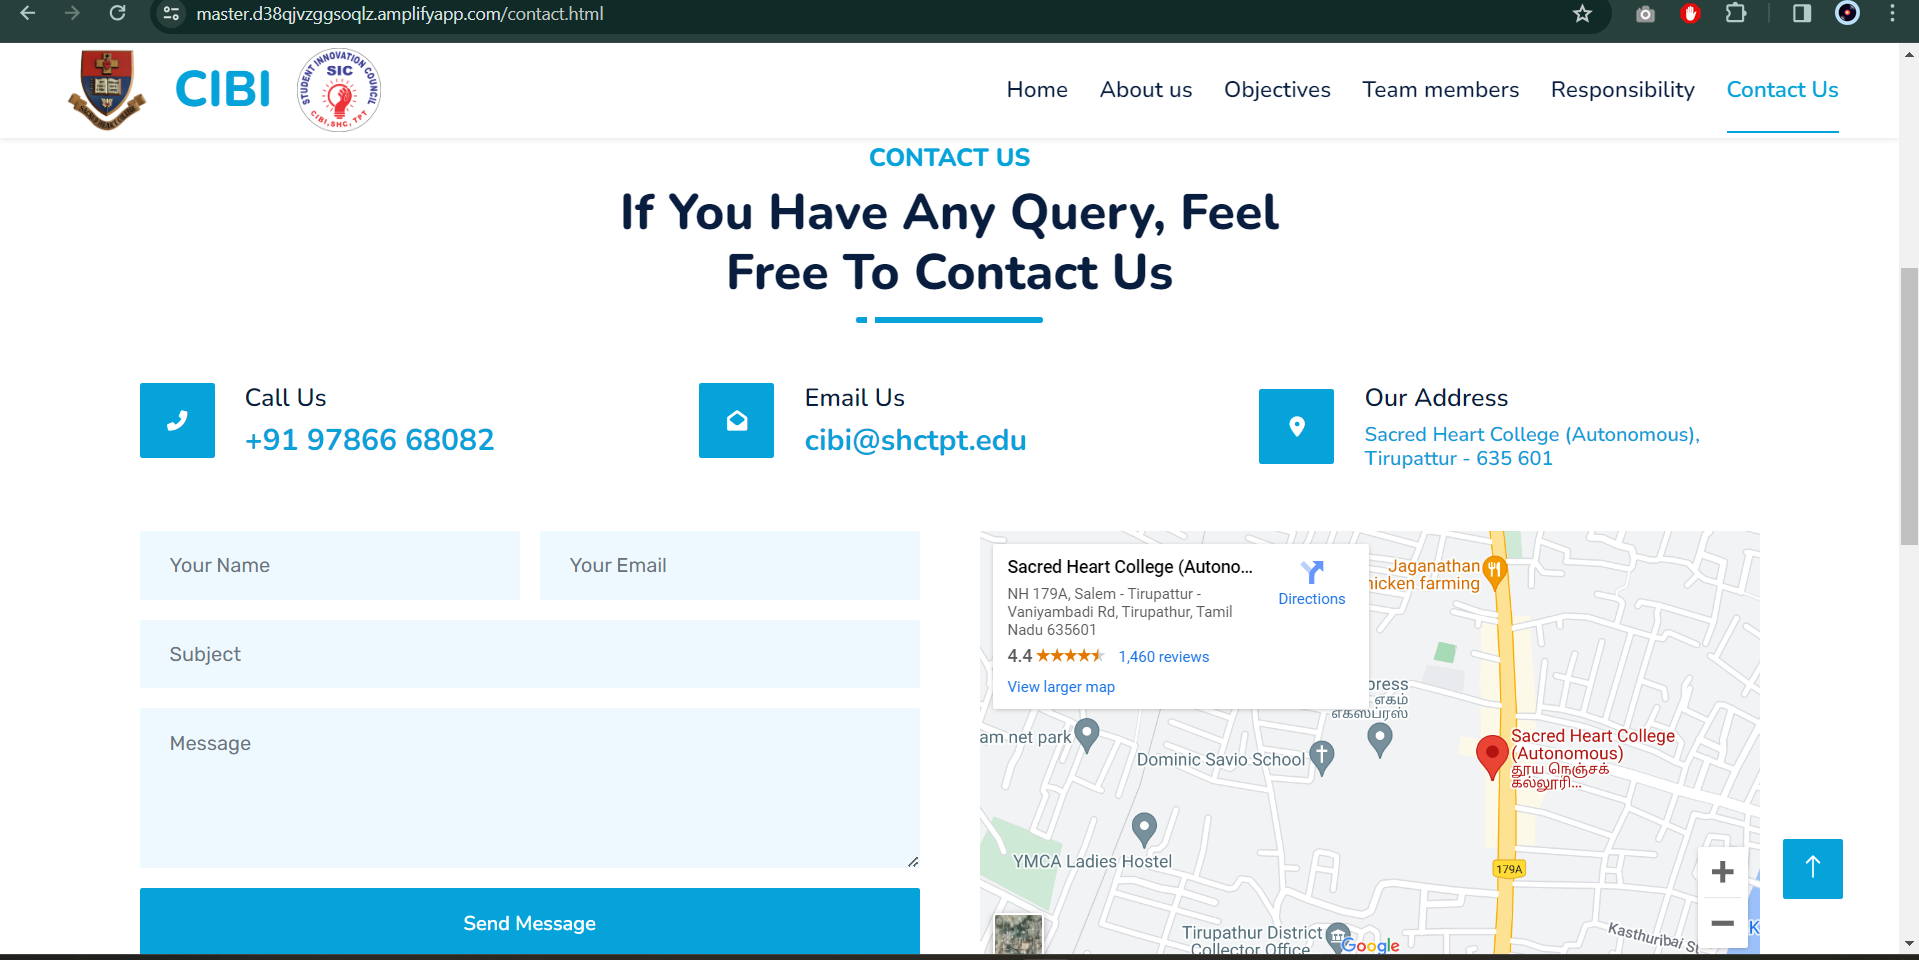 master.d38qjvzggsoqlz.amplifyapp.com/contact.html
CIBI
STUDENT INNOVATION COUNCIL
SIC
CIBI, SHC, TPT
Home
About us
Objectives
Team members
Responsibility
Contact Us
CONTACT US
If You Have Any Query, Feel
Free To Contact Us
Call Us
+91 97866 68082
Email Us
cibi@shctpt.edu
Our Address
Sacred Heart College (Autonomous),
Tirupattur - 635 601
Your Name
Your Email
Subject
Message
Send Message
Sacred Heart College (Autono...
NH 179A, Salem - Tirupattur -
Vaniyambadi Rd, Tirupathur, Tamil
Nadu 635601
4.4
1,460 reviews
View larger map
Directions
Jaganathan
hicken farming
press
எகம்
எக்ஸ்பிரஸ்
am net park
Dominic Savio School
Sacred Heart College
(Autonomous)
தூய நெஞ்சக்
கல்லூரி...
YMCA Ladies Hostel
179A
Tirupathur District
Collector Office
Google
Kasthuribai S
K